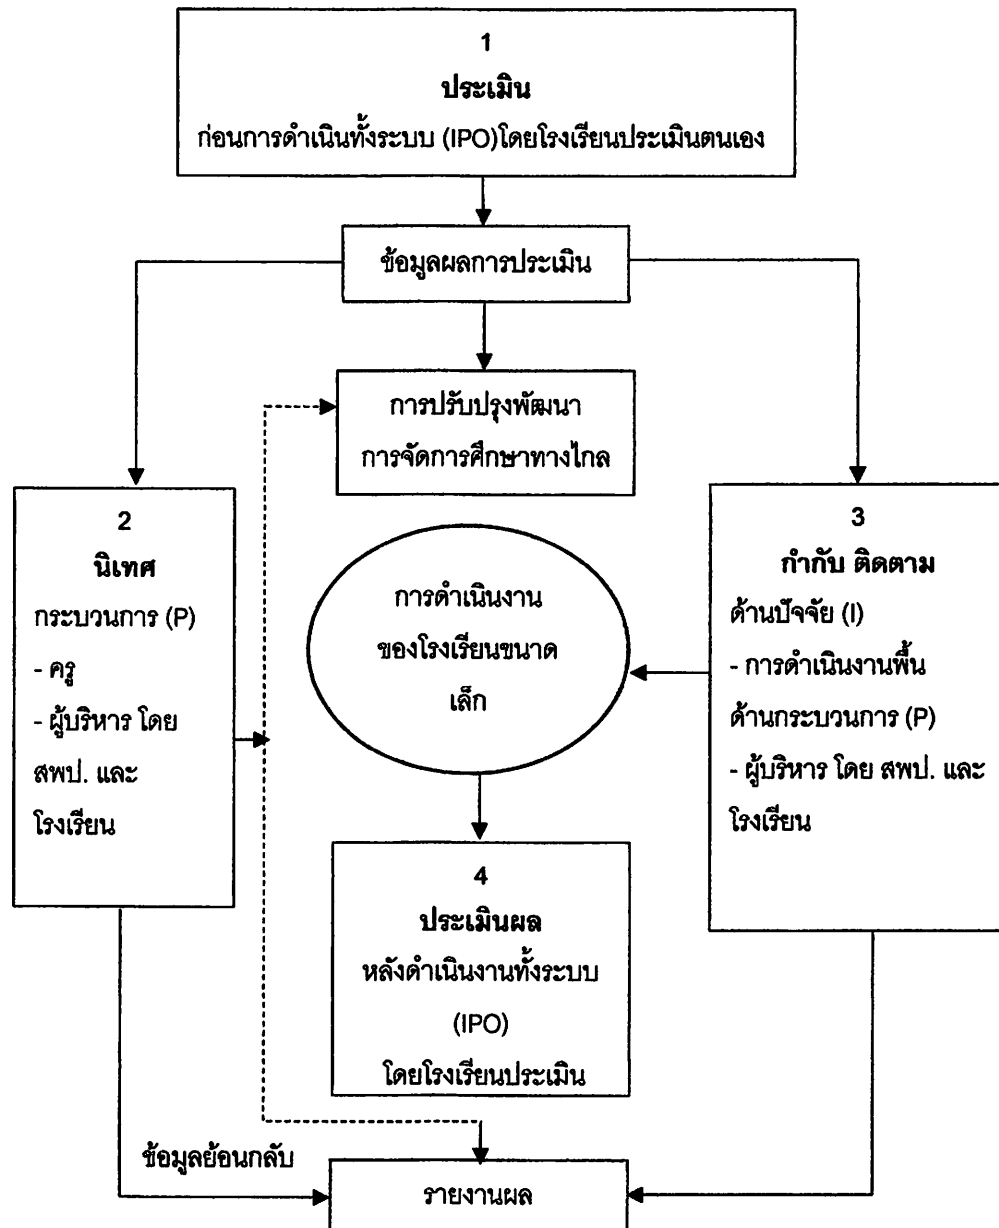 1
ประเมิน
ก่อนการดำเนินทั้งระบบ (IPO)โดยโรงเรียนประเมินตนเอง
ข้อมูลผลการประเมิน
การปรับปรุงพัฒนา
การจัดการศึกษาทางไกล
2
นิเทศ
กระบวนการ (P)
- ครู
- ผู้บริหาร โดย
สพป. และ
โรงเรียน
การดำเนินงาน
ของโรงเรียนขนาด
เล็ก
3
กำกับ ติดตาม
ด้านปัจจัย (I)
- การดำเนินงานพื้น
ด้านกระบวนการ (P)
- ผู้บริหาร โดย สพป. และ
โรงเรียน
4
ประเมินผล
หลังดำเนินงานทั้งระบบ
(IPO)
โดยโรงเรียนประเมิน
ข้อมูลย้อนกลับ
รายงานผล